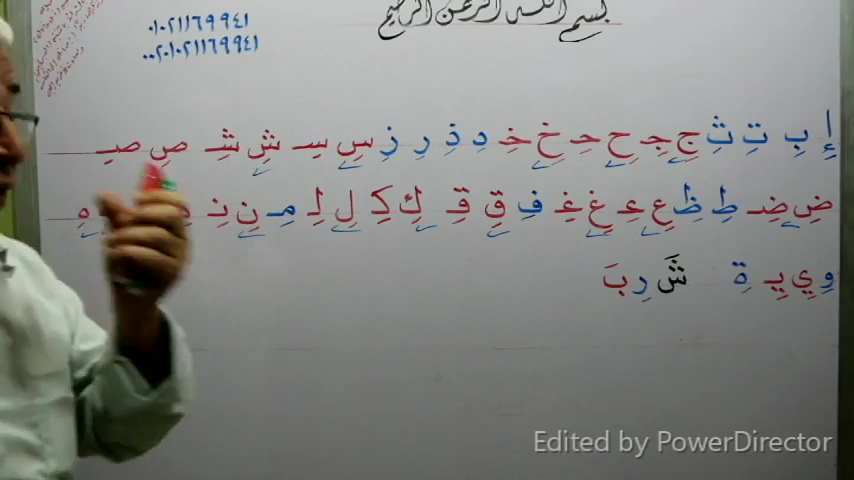 بسم الله الرحمن الرحيم
٠١٠٢١١٦٩٩٤١
٠٠٢٠١٠٢١١٦٩٩٤١
إِ بِ تِ ثِ جِ جِـ حِ حِـ خِ خِـ دِ ذِ رِ زِ سِ سِـ شِ شِـ صِ صِـ
ضِ ضِـ طِ ظِ عِ عِـ غِ غِـ فِ قِ قِـ كِ كِـ لِ لِـ مِـ نِ نِـ هِ
وِ يِ يِـ ةِ شَرِبَ
Edited by PowerDirector